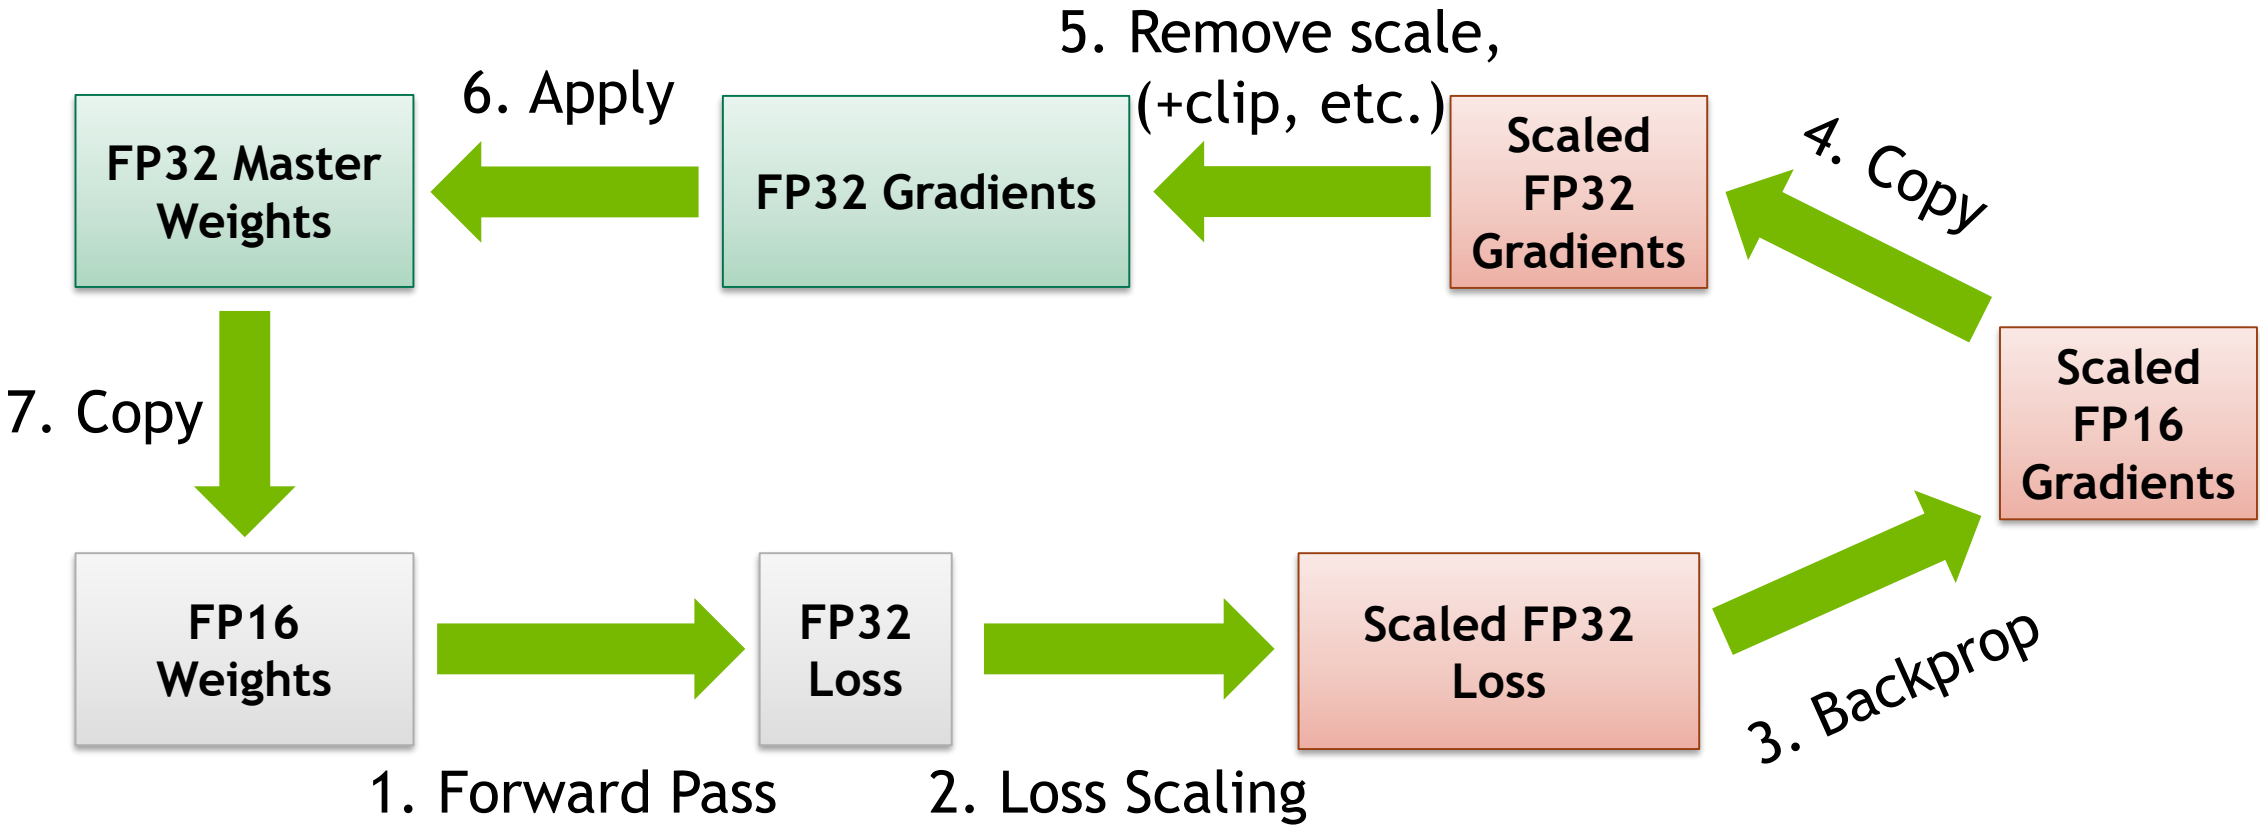 5. Remove scale,
(+clip, etc.)
6. Apply
FP32 Master
Weights
FP32 Gradients
Scaled
FP32
Gradients
4. Copy
Scaled
FP16
Gradients
7. Copy
FP16
Weights
FP32
Loss
Scaled FP32
Loss
3. Backprop
1. Forward Pass
2. Loss Scaling